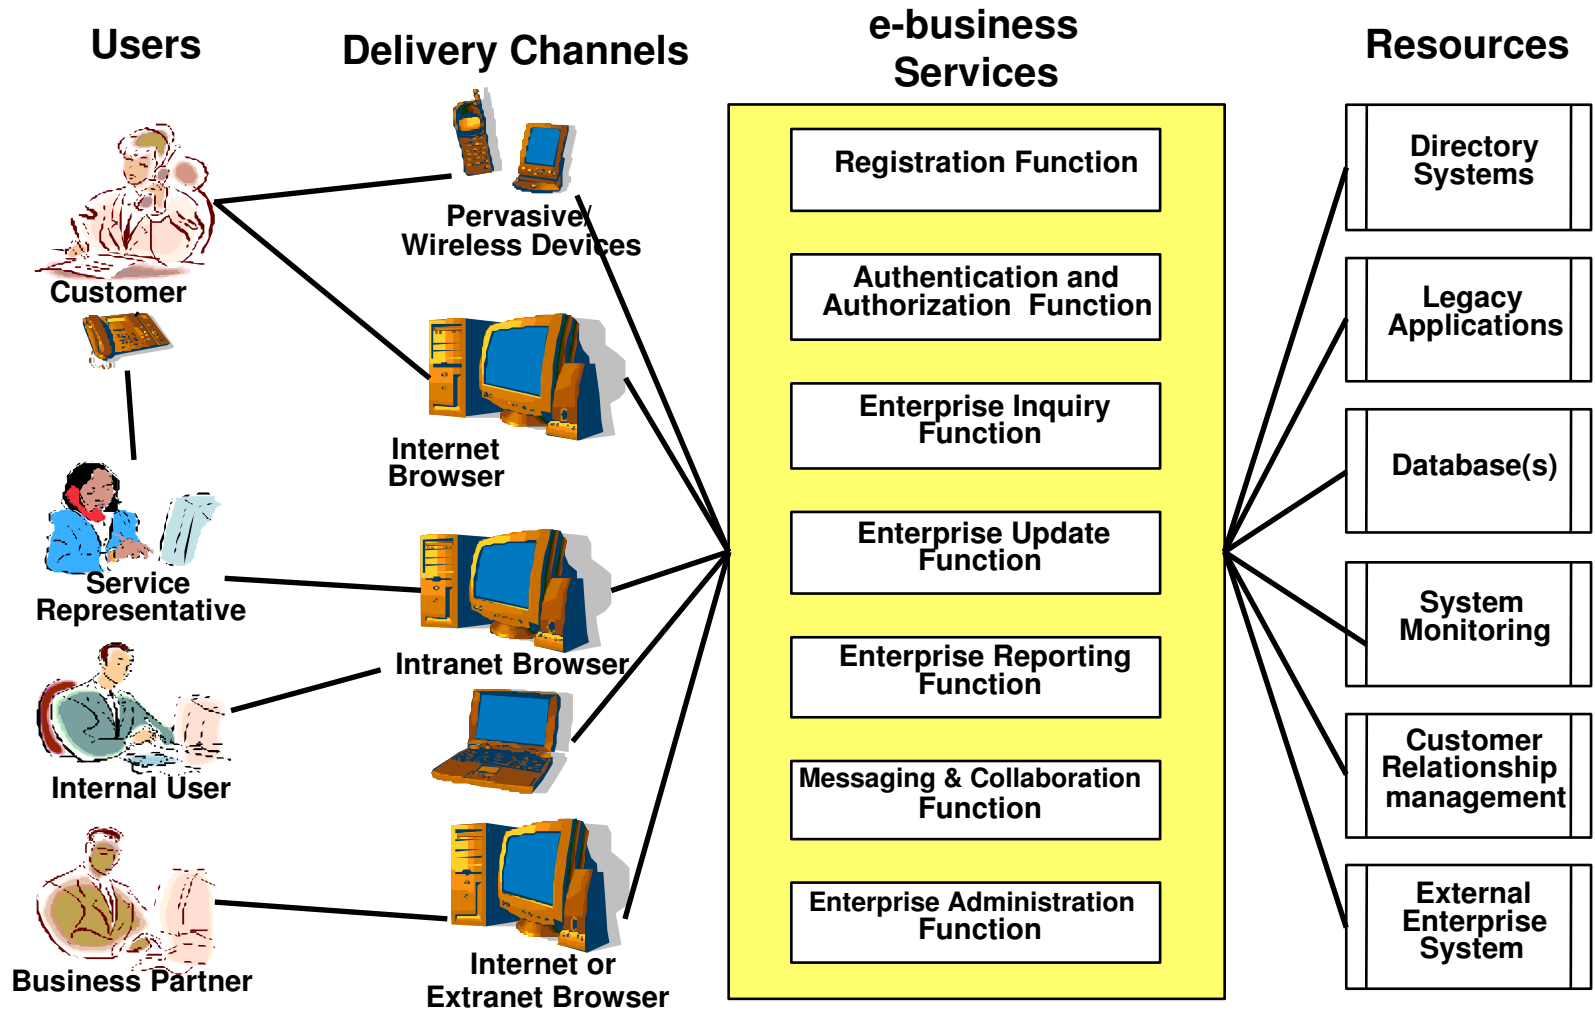 Users
Delivery Channels
e-business
Services
Resources
Customer
Service
Representative
Internal User
Business Partner
Pervasive/
Wireless Devices
Internet
Browser
Intranet Browser
Internet or
Extranet Browser
Registration Function
Authentication and
Authorization Function
Enterprise Inquiry
Function
Enterprise Update
Function
Enterprise Reporting
Function
Messaging & Collaboration
Function
Enterprise Administration
Function
Directory
Systems
Legacy
Applications
Database(s)
System
Monitoring
Customer
Relationship
management
External
Enterprise
System